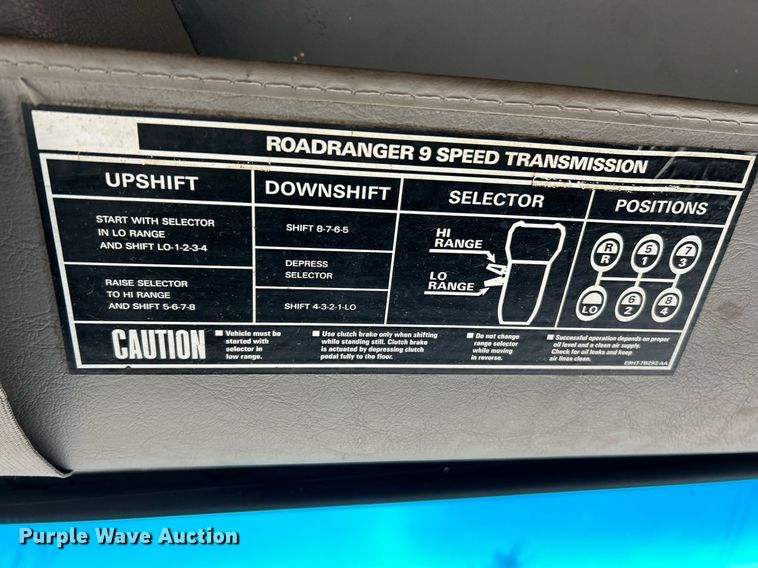 ROADRANGER 9 SPEED TRANSMISSION
UPSHIFT
START WITH SELECTOR
IN LO RANGE
AND SHIFT LO-1-2-3-4
RAISE SELECTOR
TO HI RANGE
AND SHIFT 5-6-7-8
DOWNSHIFT
SHIFT 8-7-6-5
DEPRESS
SELECTOR
SHIFT 4-3-2-1-LO
SELECTOR
HI
RANGE
LO
RANGE
POSITIONS
R 5 7
R 1 3
LO 6 8
2 4
CAUTION
■ Vehicle must be
started with
selector in
low range.
■ Use clutch brake only when shifting
while standing still. Clutch brake
is actuated by depressing clutch
pedal fully to the floor.
■ Do not change
range selector
while moving
in reverse.
■ Successful operation depends on proper
oil level and a clean air supply.
Check for oil leaks and keep
air lines clean.
E9HT-7B292-AA
Purple Wave Auction